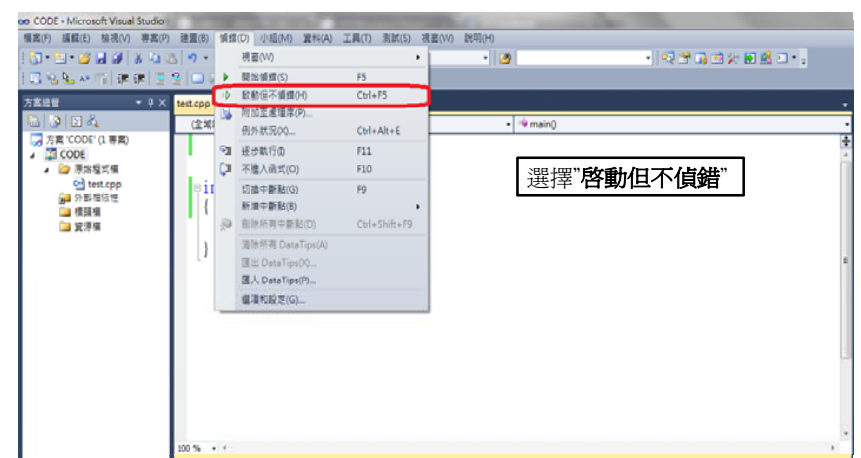 CODE - Microsoft Visual Studio
檔案(F) 編輯(E) 檢視(V) 專案(P) 建置(B) 偵錯(D) 小組(M) 資料(A) 工具(T) 測試(S) 視窗(W) 說明(H)
視窗(W)
開始偵錯(S) F5
啟動但不偵錯(H) Ctrl+F5
附加至處理序(P)...
例外狀況(X)... Ctrl+Alt+E
逐步執行(I) F11
不進入函式(O) F10
切換中斷點(G) F9
新增中斷點(B)
刪除所有中斷點(D) Ctrl+Shift+F9
清除所有 DataTips(A)
匯出 DataTips(X)...
匯入 DataTips(P)...
選項和設定(G)...
方案總管
方案 'CODE' (1 專案)
CODE
原始程式檔
test.cpp
外部相依性
標頭檔
資源檔
test.cpp
(全域
main()
in
{
}
選擇"啓動但不偵錯"
100 %